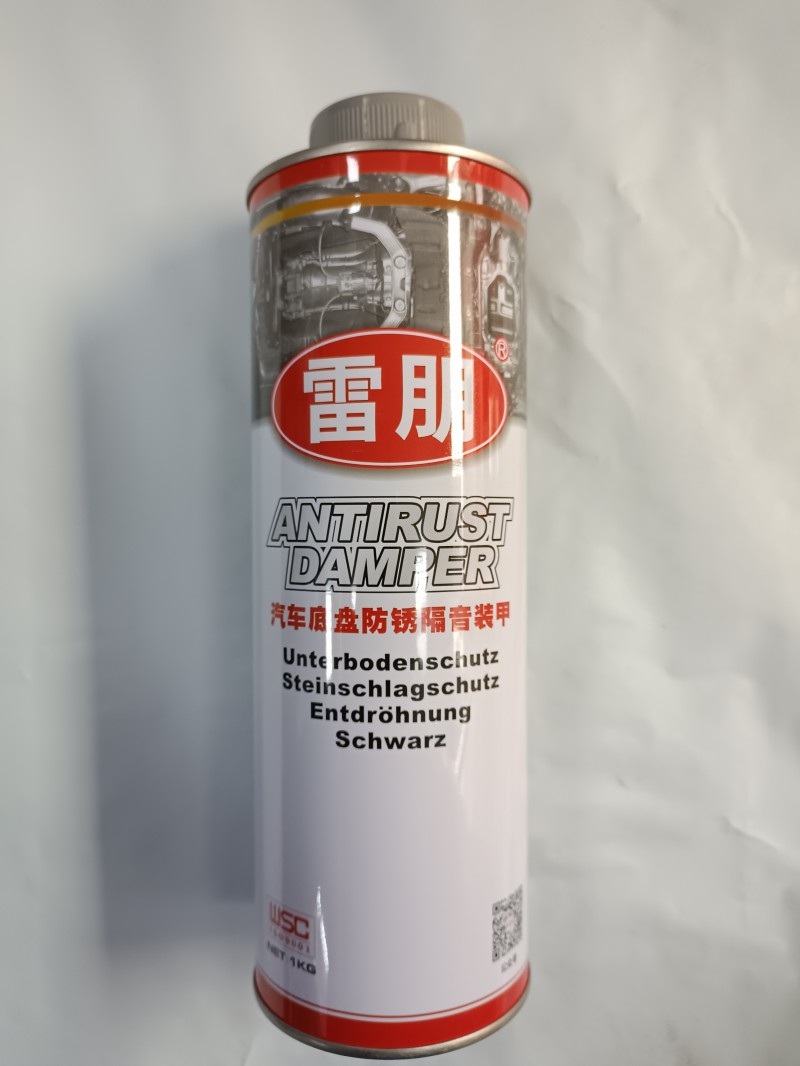 雷朋
®
ANTIRUST
DAMPER
汽车底盘防锈隔音装甲
Unterbodenschutz
Steinschlagschutz
Entdröhnung
Schwarz
WSC
NET 1KG